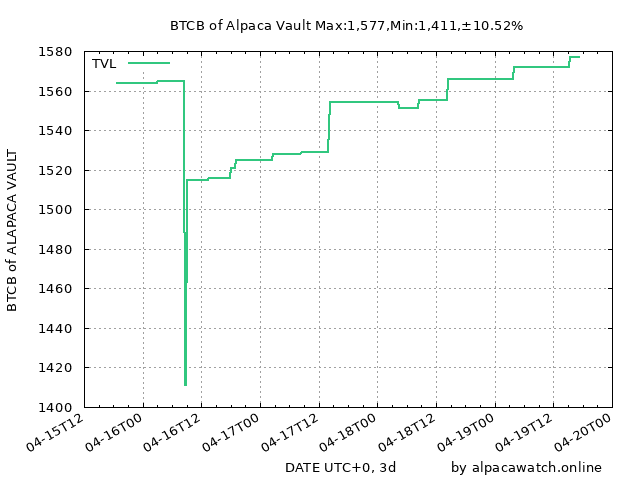 BTCB of Alpaca Vault Max:1,577,Min:1,411,±10.52%
TVL
1580
1560
1540
1520
1500
1480
1460
1440
1420
1400
BTCB of ALAPACA VAULT
04-15T12
04-16T00
04-16T12
04-17T00
04-17T12
04-18T00
04-18T12
04-19T00
04-19T12
04-20T00
DATE UTC+0, 3d
by alpacawatch.online